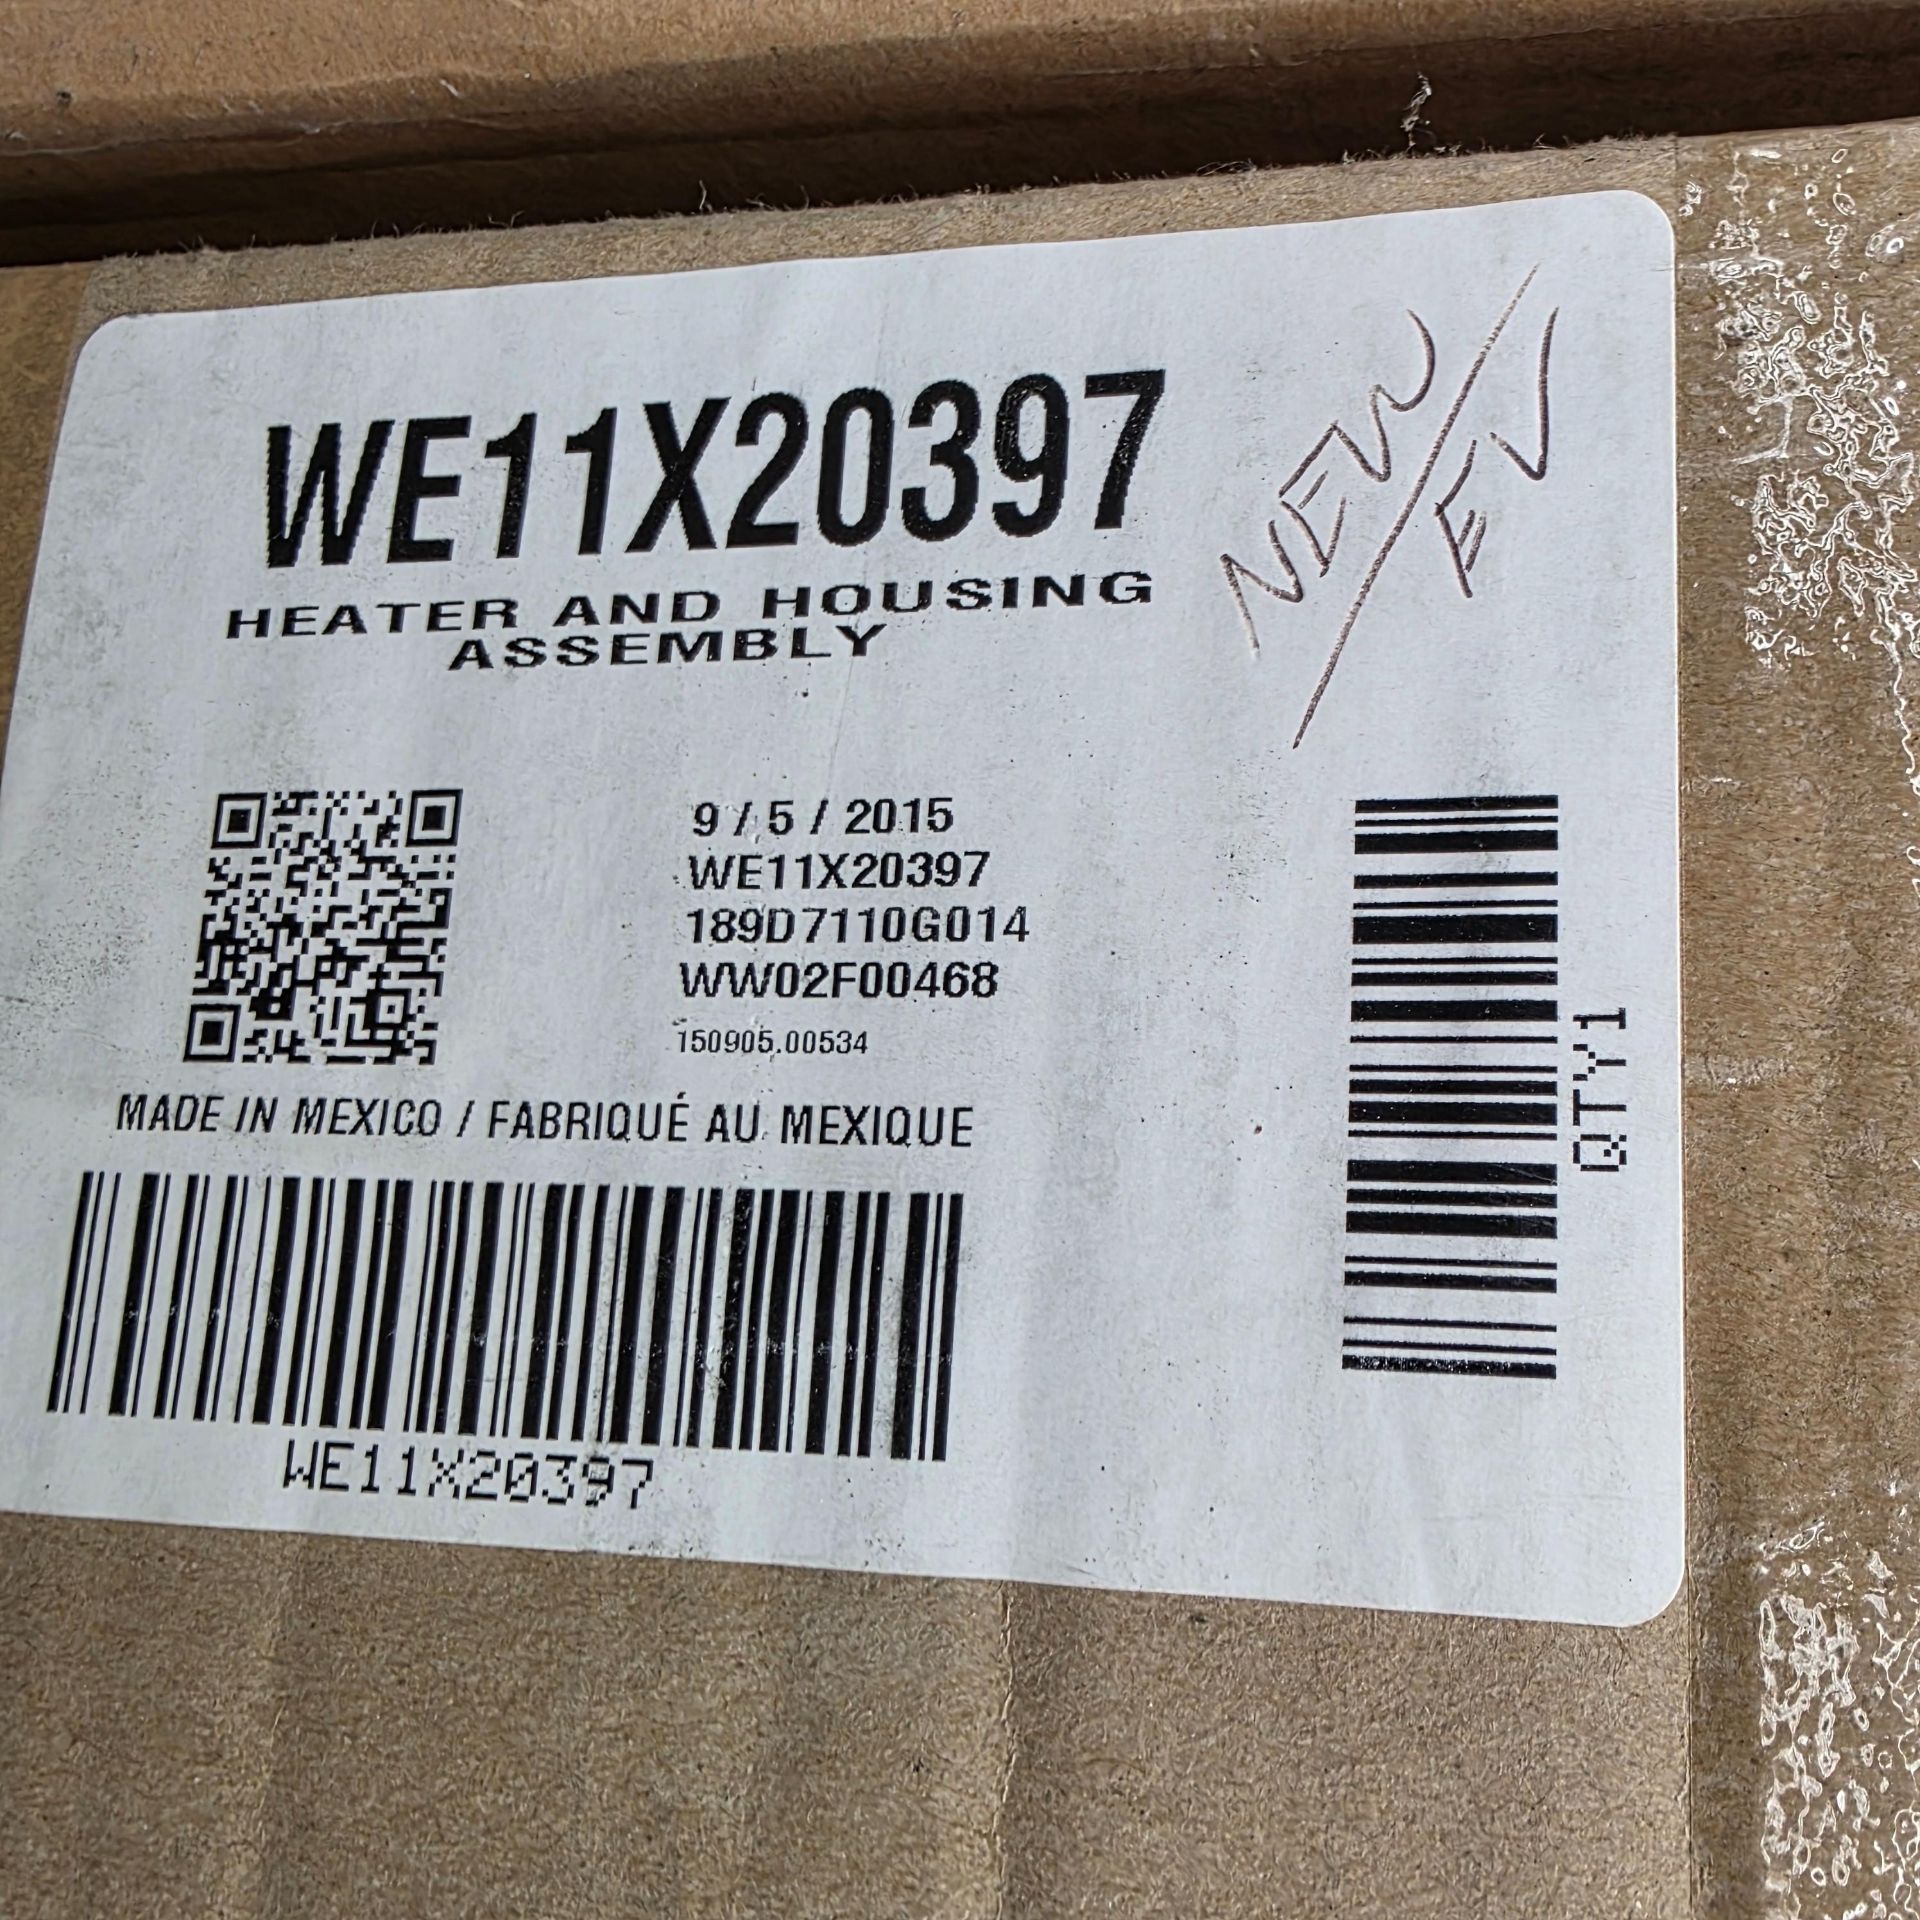 WE11X20397
HEATER AND HOUSING
ASSEMBLY
NEW/EV
9 / 5 / 2015
WE11X20397
189D7110G014
WW02F00468
150905.00534
MADE IN MEXICO / FABRIQUÉ AU MEXIQUE
WE11X20397
QTY1